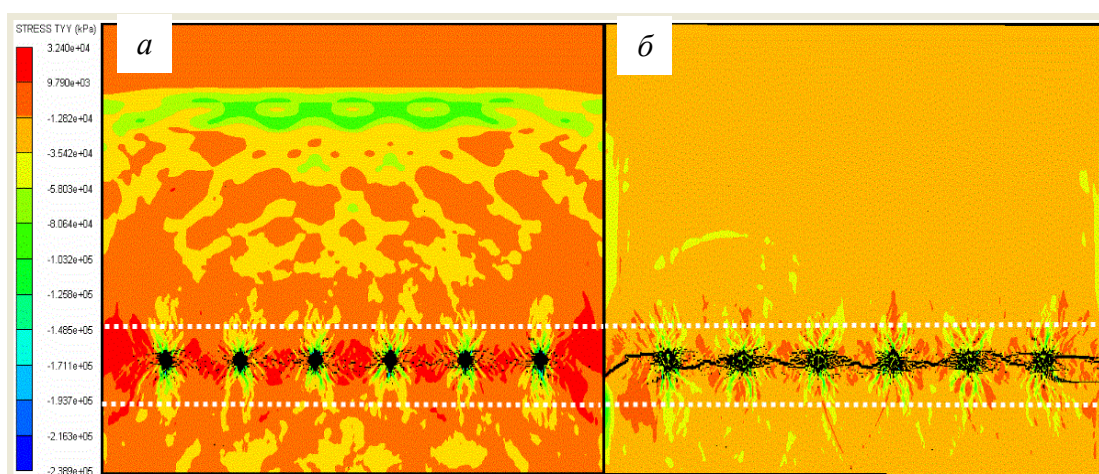 STRESS TYY (kPa)
3.240e+04
9.790e+03
-1.282e+04
-3.542e+04
-5.803e+04
-8.064e+04
-1.032e+05
-1.258e+05
-1.485e+05
-1.711e+05
-1.937e+05
-2.163e+05
-2.389e+05
а
б